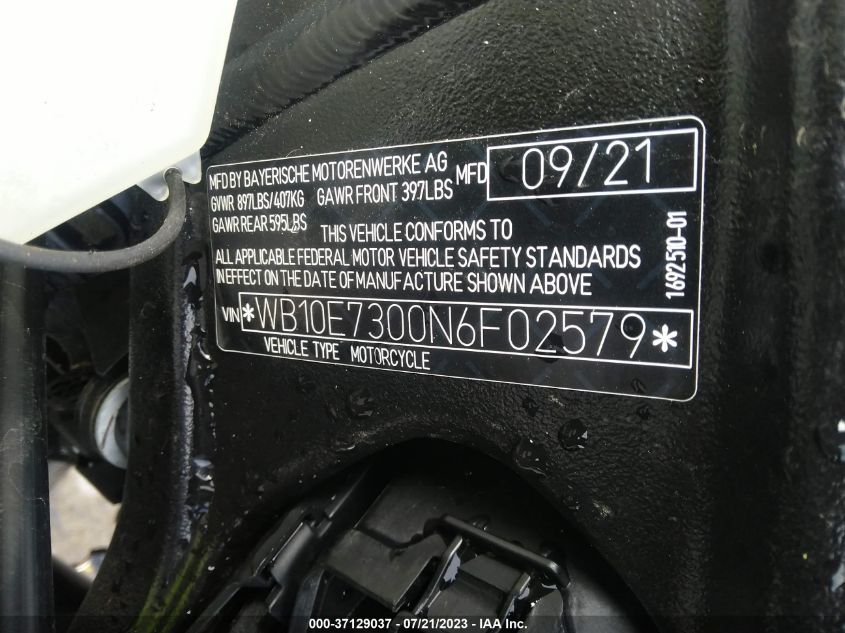 MFD BY BAYERISCHE MOTORENWERKE AG MFD 09/21
GVWR 897LBS/407KG GAWR FRONT 397LBS
GAWR REAR 595LBS
THIS VEHICLE CONFORMS TO
ALL APPLICABLE FEDERAL MOTOR VEHICLE SAFETY STANDARDS
IN EFFECT ON THE DATE OF MANUFACTURE SHOWN ABOVE
VIN *WB10E7300N6F02579*
VEHICLE TYPE MOTORCYCLE
1692510-01
000-37129037 - 07/21/2023 - IAA Inc.